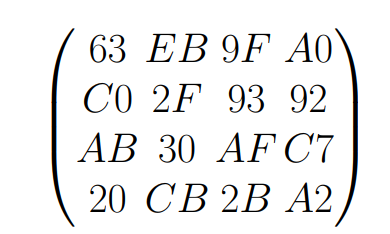 63 EB 9F A0
C0 2F 93 92
AB 30 AF C7
20 CB 2B A2